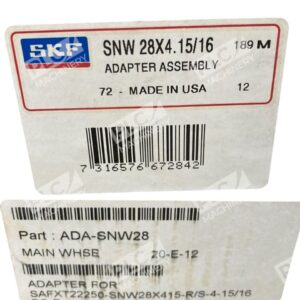 SKF
SNW 28X4.15/16
189 M
ADAPTER ASSEMBLY
72 - MADE IN USA
12
7 316576 672842
Part : ADA-SNW28
MAIN WHSE
20-E-12
ADAPTER FOR
SAFXT22250-SNW28X415-R/S-4-15/16